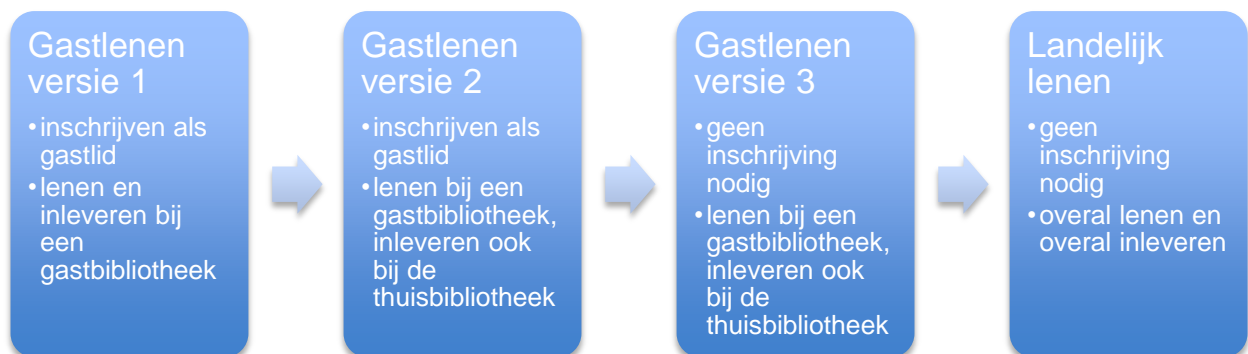 Gastlenen
versie 1
•inschrijven als
gastlid
•lenen en
inleveren bij
een
gastbibliotheek
Gastlenen
versie 2
•inschrijven als
gastlid
•lenen bij een
gastbibliotheek,
inleveren ook
bij de
thuisbibliotheek
Gastlenen
versie 3
•geen
inschrijving
nodig
•lenen bij een
gastbibliotheek,
inleveren ook
bij de
thuisbibliotheek
Landelijk
lenen
•geen
inschrijving
nodig
•overal lenen en
overal inleveren